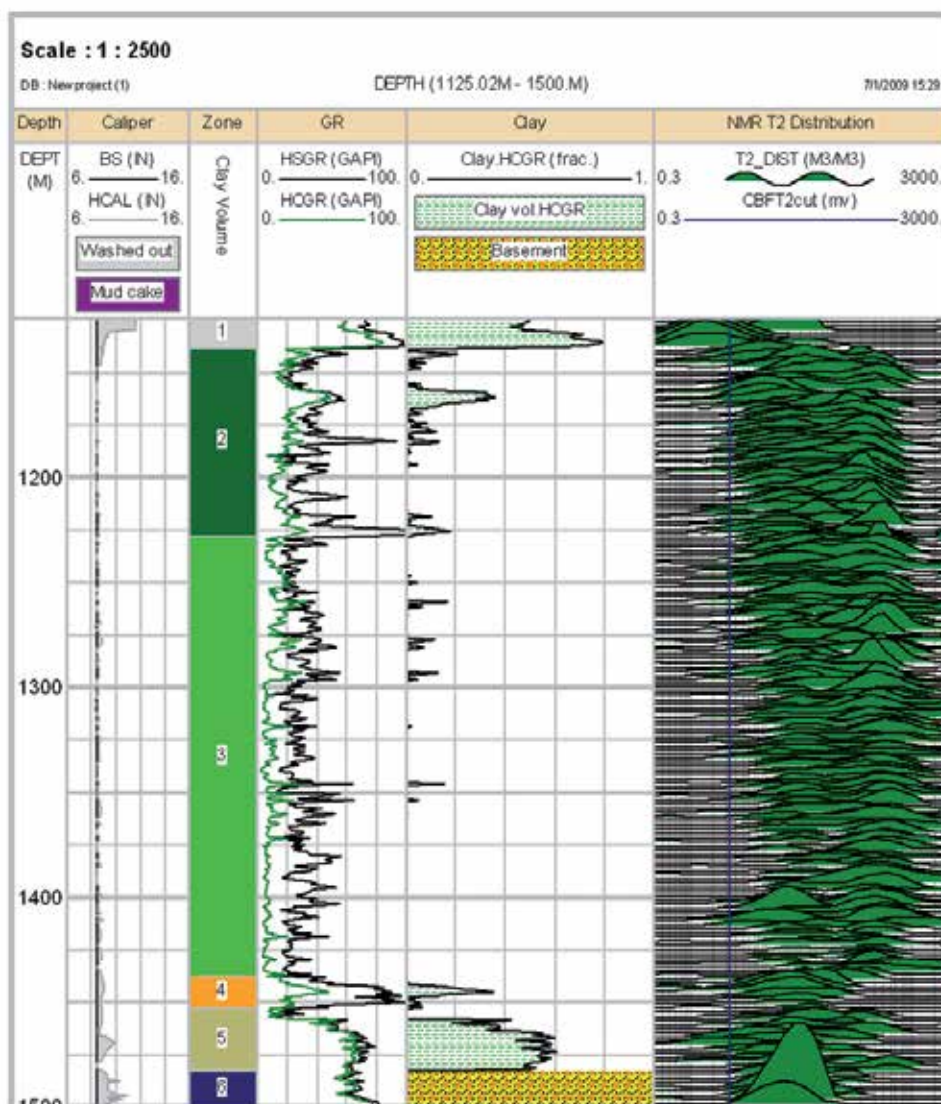 Scale : 1 : 2500
DB : New project (1) DEPTH (1125.02M - 1500.M) 7/1/2009 15:29
Depth Caliper Zone GR Clay NMR T2 Distribution
DEPT (M)
BS (IN)
6. 16.
HCAL (IN)
6. 16.
Washed out
Mud cake
Clay Volume
HSGR (GAPI)
0. 100.
HCGR (GAPI)
0. 100.
Clay.HCGR (frac.)
0. 1.
Clay vol HCGR
Basement
T2_DIST (M3/M3)
0.3 3000.
CBFT2cut (mv)
0.3 3000.
1
2
1200
1300
3
1400
4
5
6
1500